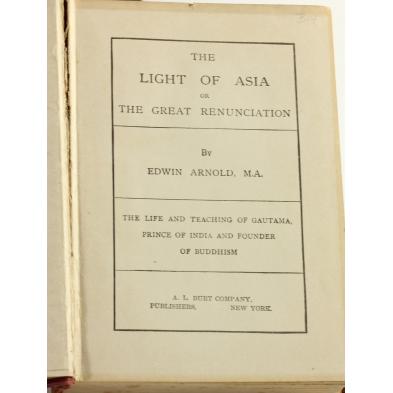 THE
LIGHT OF ASIA
OR
THE GREAT RENUNCIATION
By
EDWIN ARNOLD, M.A.
THE LIFE AND TEACHING OF GAUTAMA,
PRINCE OF INDIA AND FOUNDER
OF BUDDHISM
A. L. BURT COMPANY,
PUBLISHERS, NEW YORK.